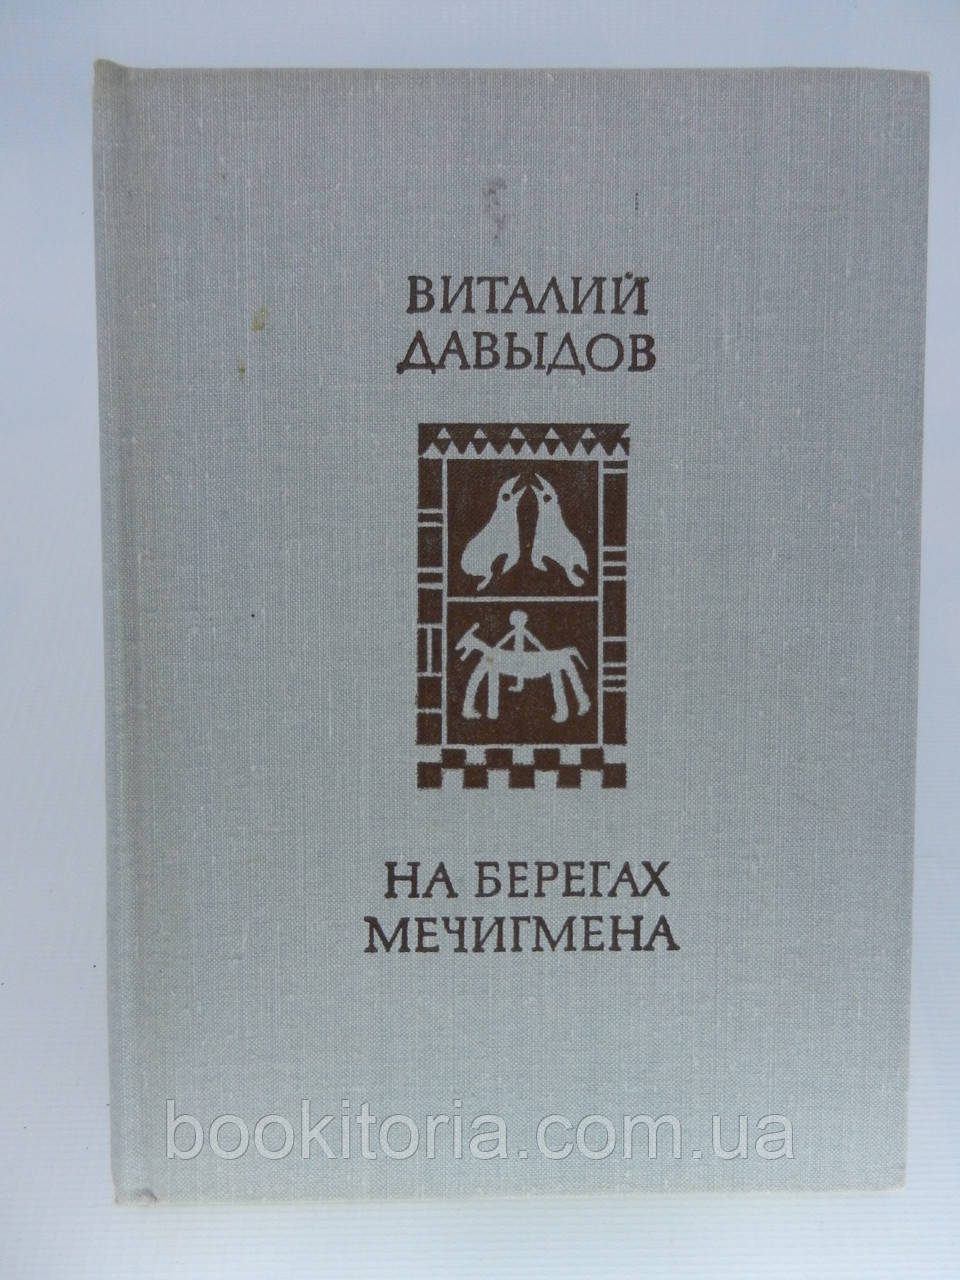 ВИТАЛИЙ
ДАВЫДОВ
НА БЕРЕГАХ
МЕЧИГМЕНА
bookitoria.com.ua